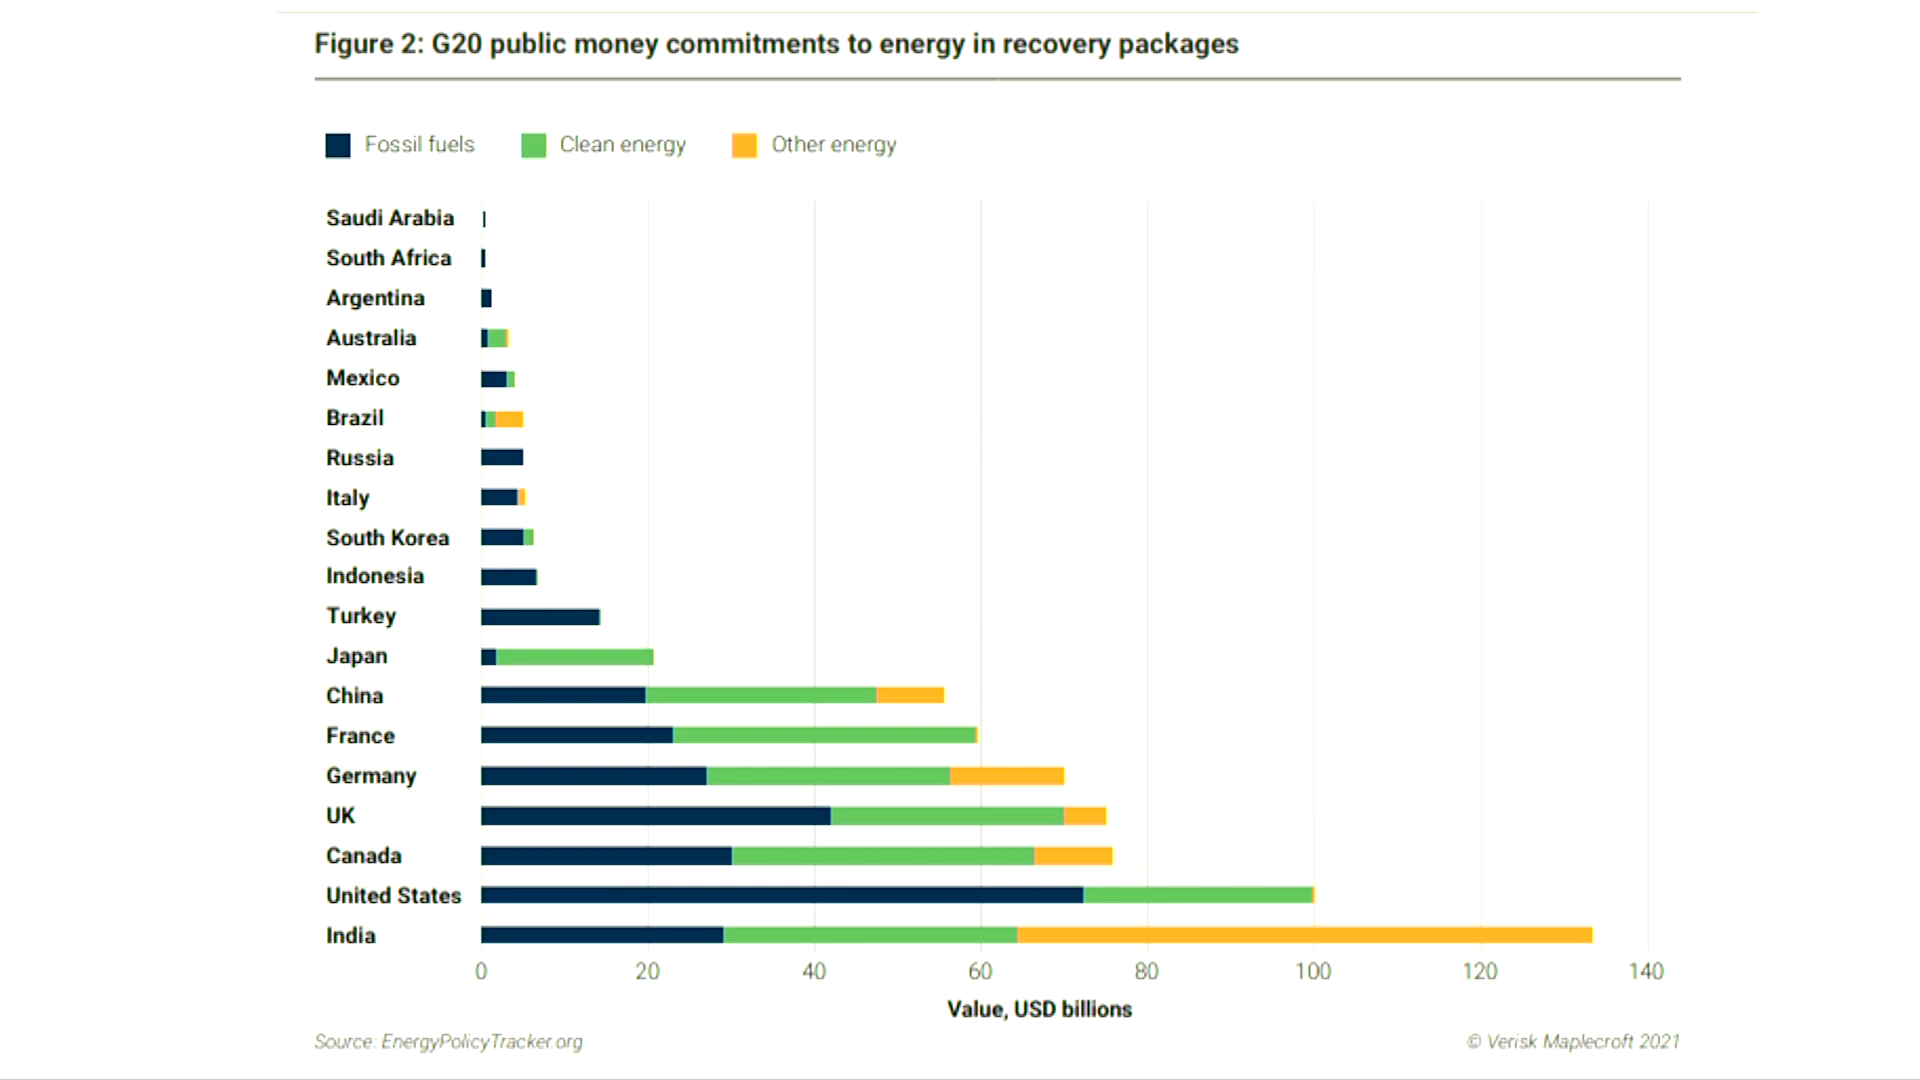 Figure 2: G20 public money commitments to energy in recovery packages
Fossil fuels Clean energy Other energy
Saudi Arabia
South Africa
Argentina
Australia
Mexico
Brazil
Russia
Italy
South Korea
Indonesia
Turkey
Japan
China
France
Germany
UK
Canada
United States
India
0 20 40 60 80 100 120 140
Value, USD billions
Source: EnergyPolicyTracker.org © Verisk Maplecroft 2021